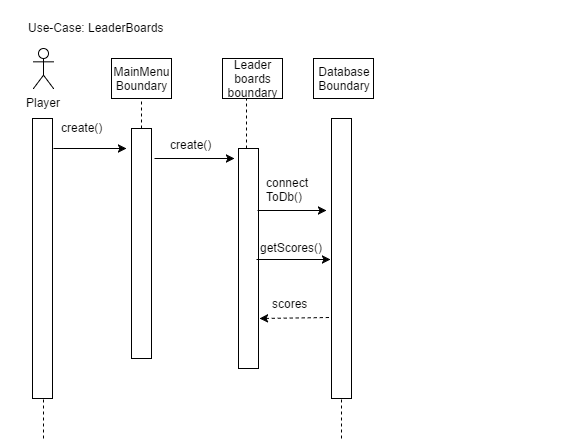 Use-Case: LeaderBoards
Player
MainMenu
Boundary
Leader
boards
boundary
Database
Boundary
create()
create()
connect
ToDb()
getScores()
scores